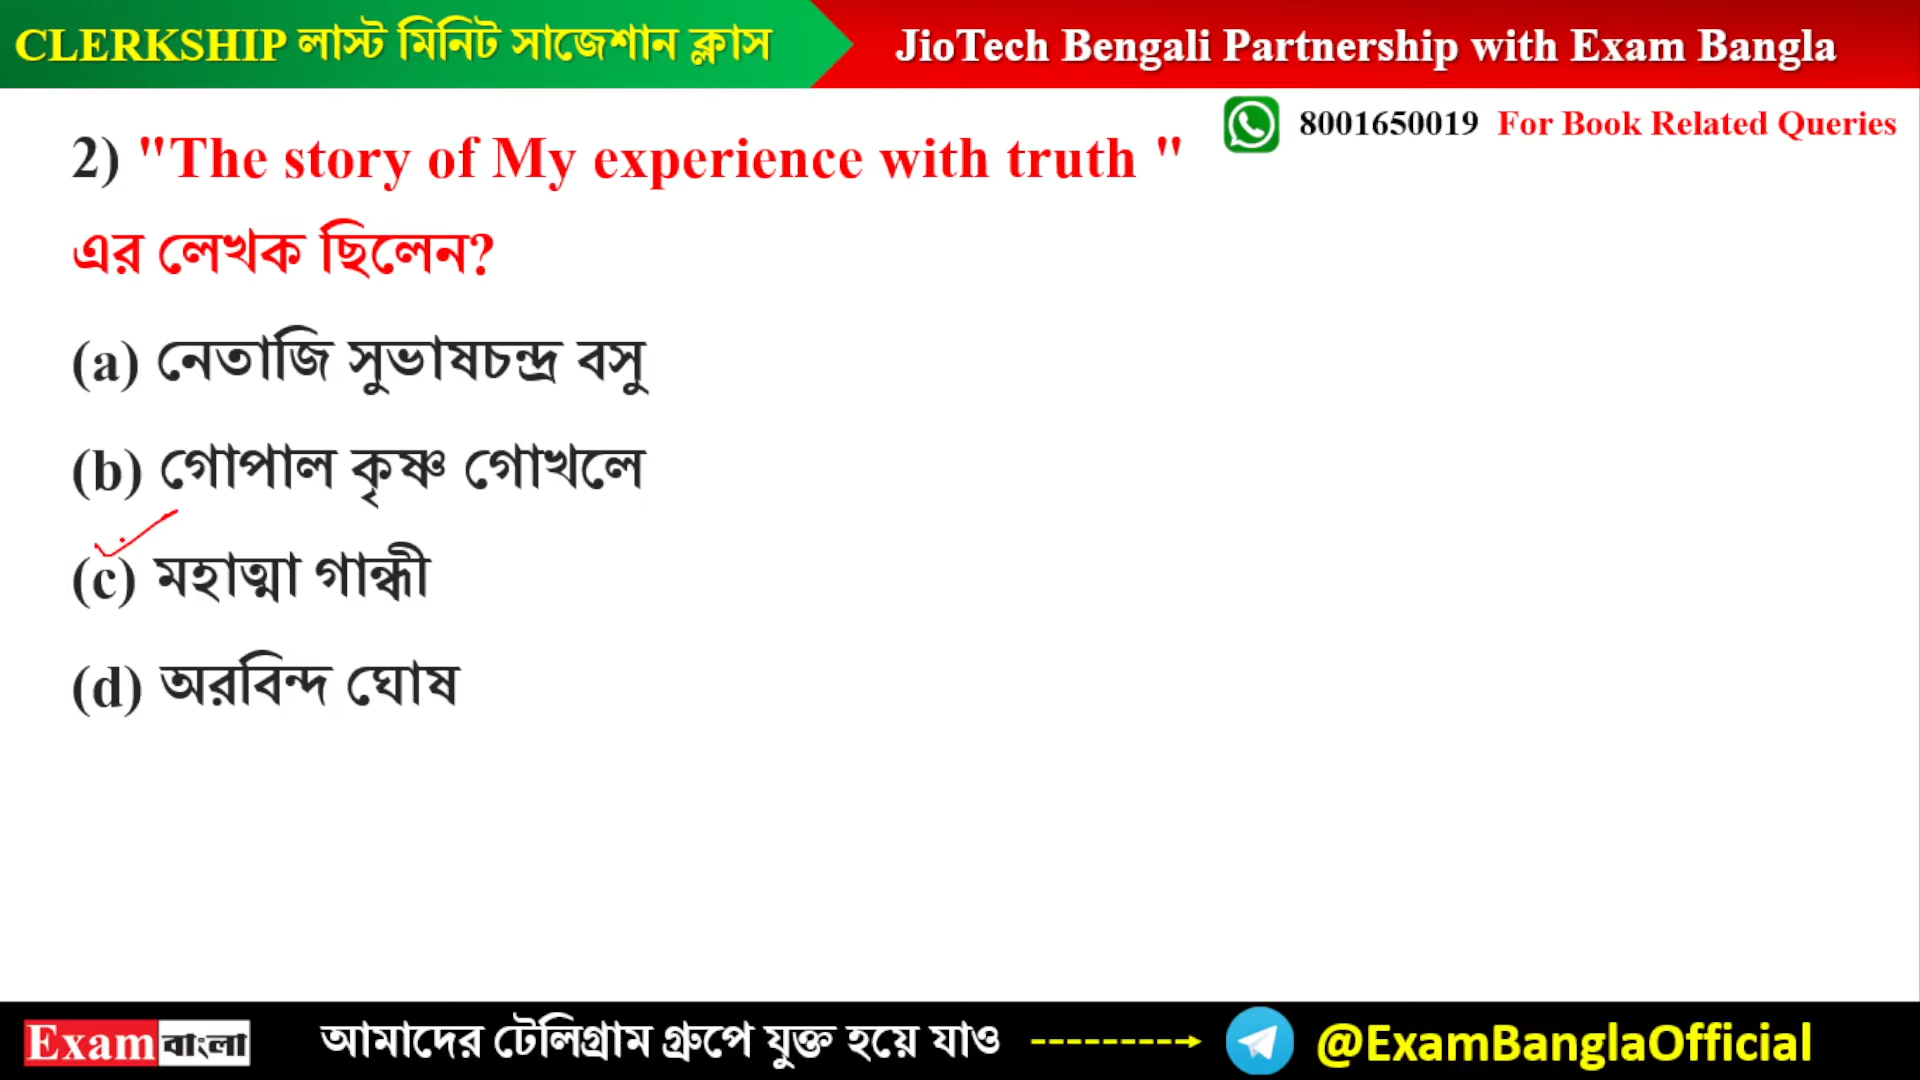 CLERKSHIP লাস্ট মিনিট সাজেশান ক্লাস
JioTech Bengali Partnership with Exam Bangla
8001650019 For Book Related Queries
2) "The story of My experience with truth "
এর লেখক ছিলেন?
(a) নেতাজি সুভাষচন্দ্র বসু
(b) গোপাল কৃষ্ণ গোখলে
(c) মহাত্মা গান্ধী
(d) অরবিন্দ ঘোষ
Exam বাংলা
আমাদের টেলিগ্রাম গ্রুপে যুক্ত হয়ে যাও ---------->
@ExamBanglaOfficial